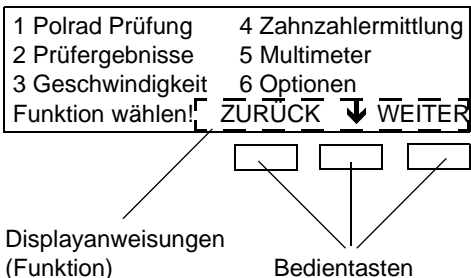 1 Polrad Prüfung 4 Zahnzahlermittlung
2 Prüfergebnisse 5 Multimeter
3 Geschwindigkeit 6 Optionen
Funktion wählen! ZURÜCK WEITER
Displayanweisungen
(Funktion) Bedientasten